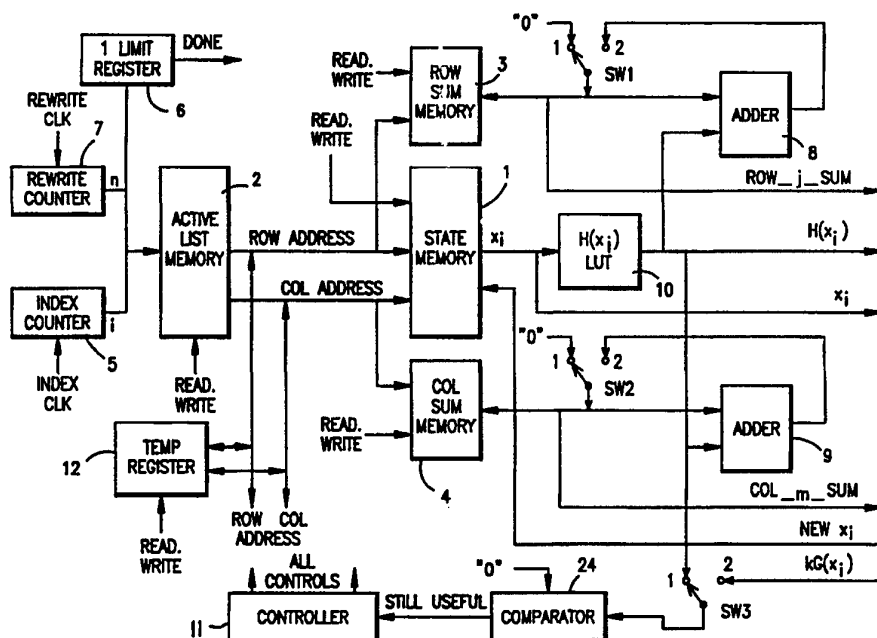 "0"
1
2
SW1
1 LIMIT
REGISTER
DONE
6
READ.
WRITE
ROW
SUM
MEMORY
3
ADDER
8
REWRITE
CLK
7
REWRITE
COUNTER
n
READ.
WRITE
ROW_j_SUM
2
ACTIVE
LIST
MEMORY
ROW ADDRESS
COL ADDRESS
1
STATE
MEMORY
xi
H(xi)
LUT
10
H(xi)
xi
INDEX
COUNTER
i
5
INDEX
CLK
READ.
WRITE
"0"
1
2
SW2
COL
SUM
MEMORY
READ.
WRITE
4
ADDER
9
12
TEMP
REGISTER
READ.
WRITE
ROW COL
ADDRESS
COL_m_SUM
NEW xi
kG(xi)
1
2
SW3
ALL
CONTROLS
"0"
24
11
CONTROLLER
STILL USEFUL
COMPARATOR